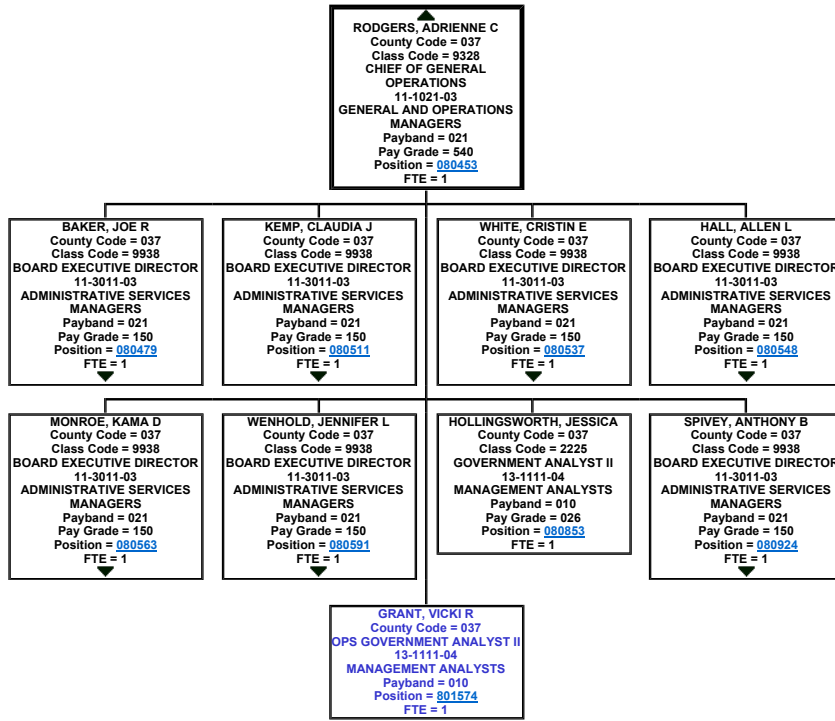 RODGERS, ADRIENNE C
County Code = 037
Class Code = 9328
CHIEF OF GENERAL
OPERATIONS
11-1021-03
GENERAL AND OPERATIONS
MANAGERS
Payband = 021
Pay Grade = 540
Position = 080453
FTE = 1
BAKER, JOE R
County Code = 037
Class Code = 9938
BOARD EXECUTIVE DIRECTOR
11-3011-03
ADMINISTRATIVE SERVICES
MANAGERS
Payband = 021
Pay Grade = 150
Position = 080479
FTE = 1
KEMP, CLAUDIA J
County Code = 037
Class Code = 9938
BOARD EXECUTIVE DIRECTOR
11-3011-03
ADMINISTRATIVE SERVICES
MANAGERS
Payband = 021
Pay Grade = 150
Position = 080511
FTE = 1
WHITE, CRISTIN E
County Code = 037
Class Code = 9938
BOARD EXECUTIVE DIRECTOR
11-3011-03
ADMINISTRATIVE SERVICES
MANAGERS
Payband = 021
Pay Grade = 150
Position = 080537
FTE = 1
HALL, ALLEN L
County Code = 037
Class Code = 9938
BOARD EXECUTIVE DIRECTOR
11-3011-03
ADMINISTRATIVE SERVICES
MANAGERS
Payband = 021
Pay Grade = 150
Position = 080548
FTE = 1
MONROE, KAMA D
County Code = 037
Class Code = 9938
BOARD EXECUTIVE DIRECTOR
11-3011-03
ADMINISTRATIVE SERVICES
MANAGERS
Payband = 021
Pay Grade = 150
Position = 080563
FTE = 1
WENHOLD, JENNIFER L
County Code = 037
Class Code = 9938
BOARD EXECUTIVE DIRECTOR
11-3011-03
ADMINISTRATIVE SERVICES
MANAGERS
Payband = 021
Pay Grade = 150
Position = 080591
FTE = 1
HOLLINGSWORTH, JESSICA
County Code = 037
Class Code = 2225
GOVERNMENT ANALYST II
13-1111-04
MANAGEMENT ANALYSTS
Payband = 010
Pay Grade = 026
Position = 080853
FTE = 1
SPIVEY, ANTHONY B
County Code = 037
Class Code = 9938
BOARD EXECUTIVE DIRECTOR
11-3011-03
ADMINISTRATIVE SERVICES
MANAGERS
Payband = 021
Pay Grade = 150
Position = 080924
FTE = 1
GRANT, VICKI R
County Code = 037
OPS GOVERNMENT ANALYST II
13-1111-04
MANAGEMENT ANALYSTS
Payband = 010
Position = 801574
FTE = 1